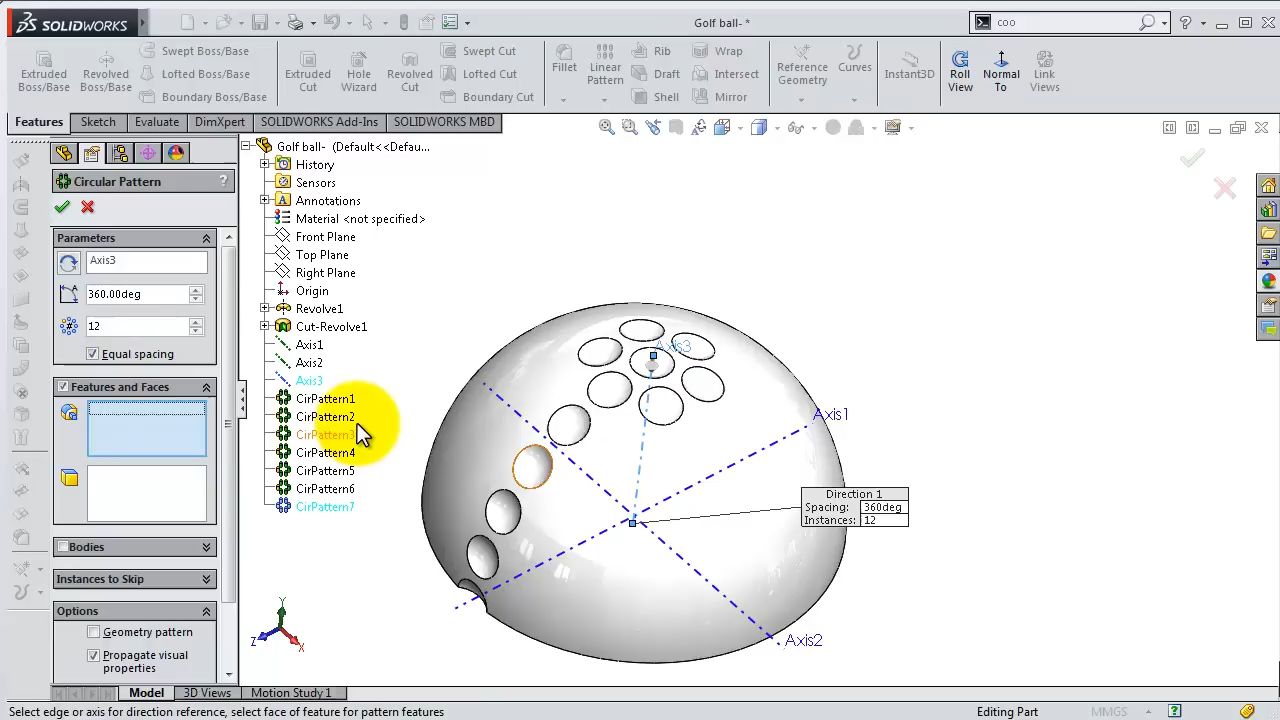 SOLIDWORKS
Golf ball- *
coo
Extruded Boss/Base
Revolved Boss/Base
Swept Boss/Base
Lofted Boss/Base
Boundary Boss/Base
Extruded Cut
Hole Wizard
Revolved Cut
Swept Cut
Lofted Cut
Boundary Cut
Fillet
Linear Pattern
Rib
Draft
Shell
Wrap
Intersect
Mirror
Reference Geometry
Curves
Instant3D
Roll View
Normal To
Link Views
Features
Sketch
Evaluate
DimXpert
SOLIDWORKS Add-Ins
SOLIDWORKS MBD
Circular Pattern
?
Parameters
Axis3
360.00deg
12
Equal spacing
Features and Faces
Bodies
Instances to Skip
Options
Geometry pattern
Propagate visual
properties
Golf ball- (Default<<Defau...
History
Sensors
Annotations
Material <not specified>
Front Plane
Top Plane
Right Plane
Origin
Revolve1
Cut-Revolve1
Axis1
Axis2
Axis3
CirPattern1
CirPattern2
CirPattern3
CirPattern4
CirPattern5
CirPattern6
CirPattern7
Axis3
Axis1
Axis2
Direction 1
Spacing: 360deg
Instances: 12
Y
Z
X
Model
3D Views
Motion Study 1
Select edge or axis for direction reference, select face of feature for pattern features
Editing Part
MMGS